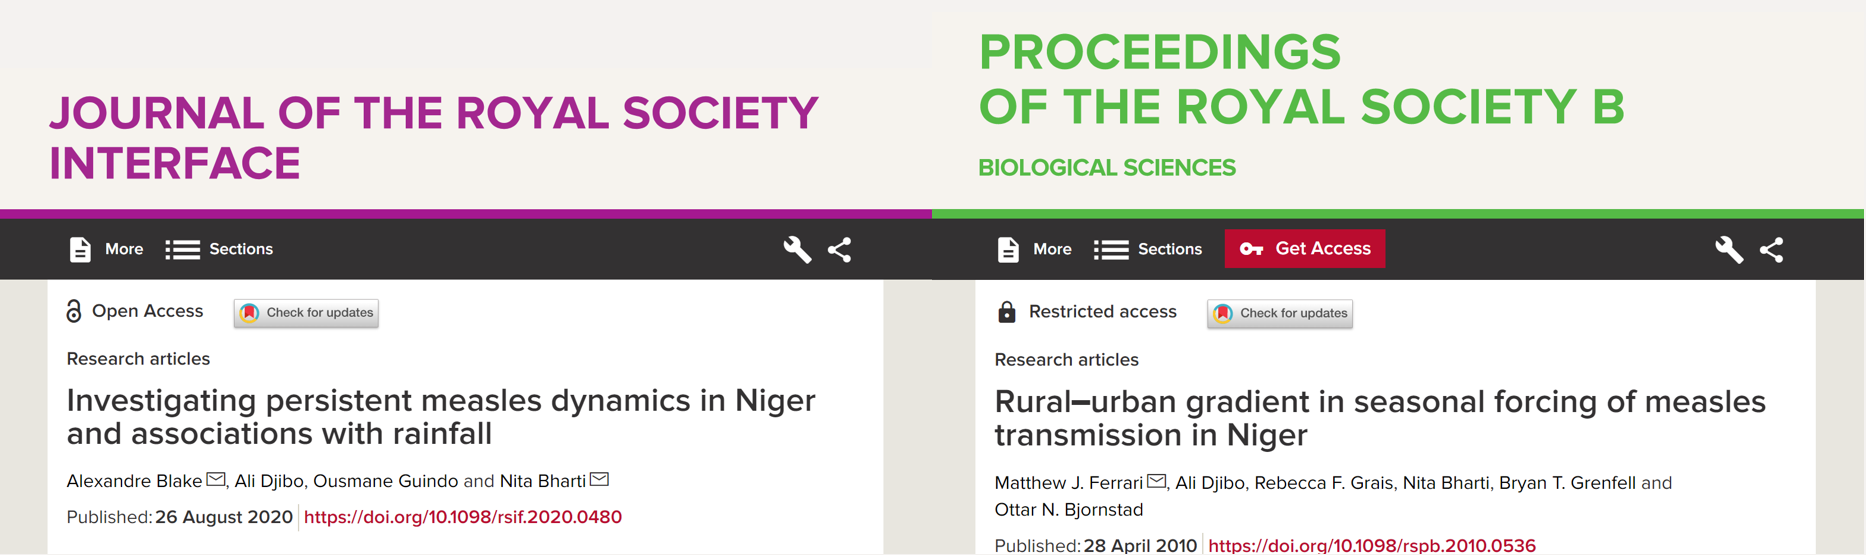 JOURNAL OF THE ROYAL SOCIETY
INTERFACE
More
Sections
Open Access
Check for updates
Research articles
Investigating persistent measles dynamics in Niger
and associations with rainfall
Alexandre Blake, Ali Djibo, Ousmane Guindo and Nita Bharti
Published: 26 August 2020 https://doi.org/10.1098/rsif.2020.0480
PROCEEDINGS
OF THE ROYAL SOCIETY B
BIOLOGICAL SCIENCES
More
Sections
Get Access
Restricted access
Check for updates
Research articles
Rural–urban gradient in seasonal forcing of measles
transmission in Niger
Matthew J. Ferrari, Ali Djibo, Rebecca F. Grais, Nita Bharti, Bryan T. Grenfell and
Ottar N. Bjornstad
Published: 28 April 2010 https://doi.org/10.1098/rspb.2010.0536